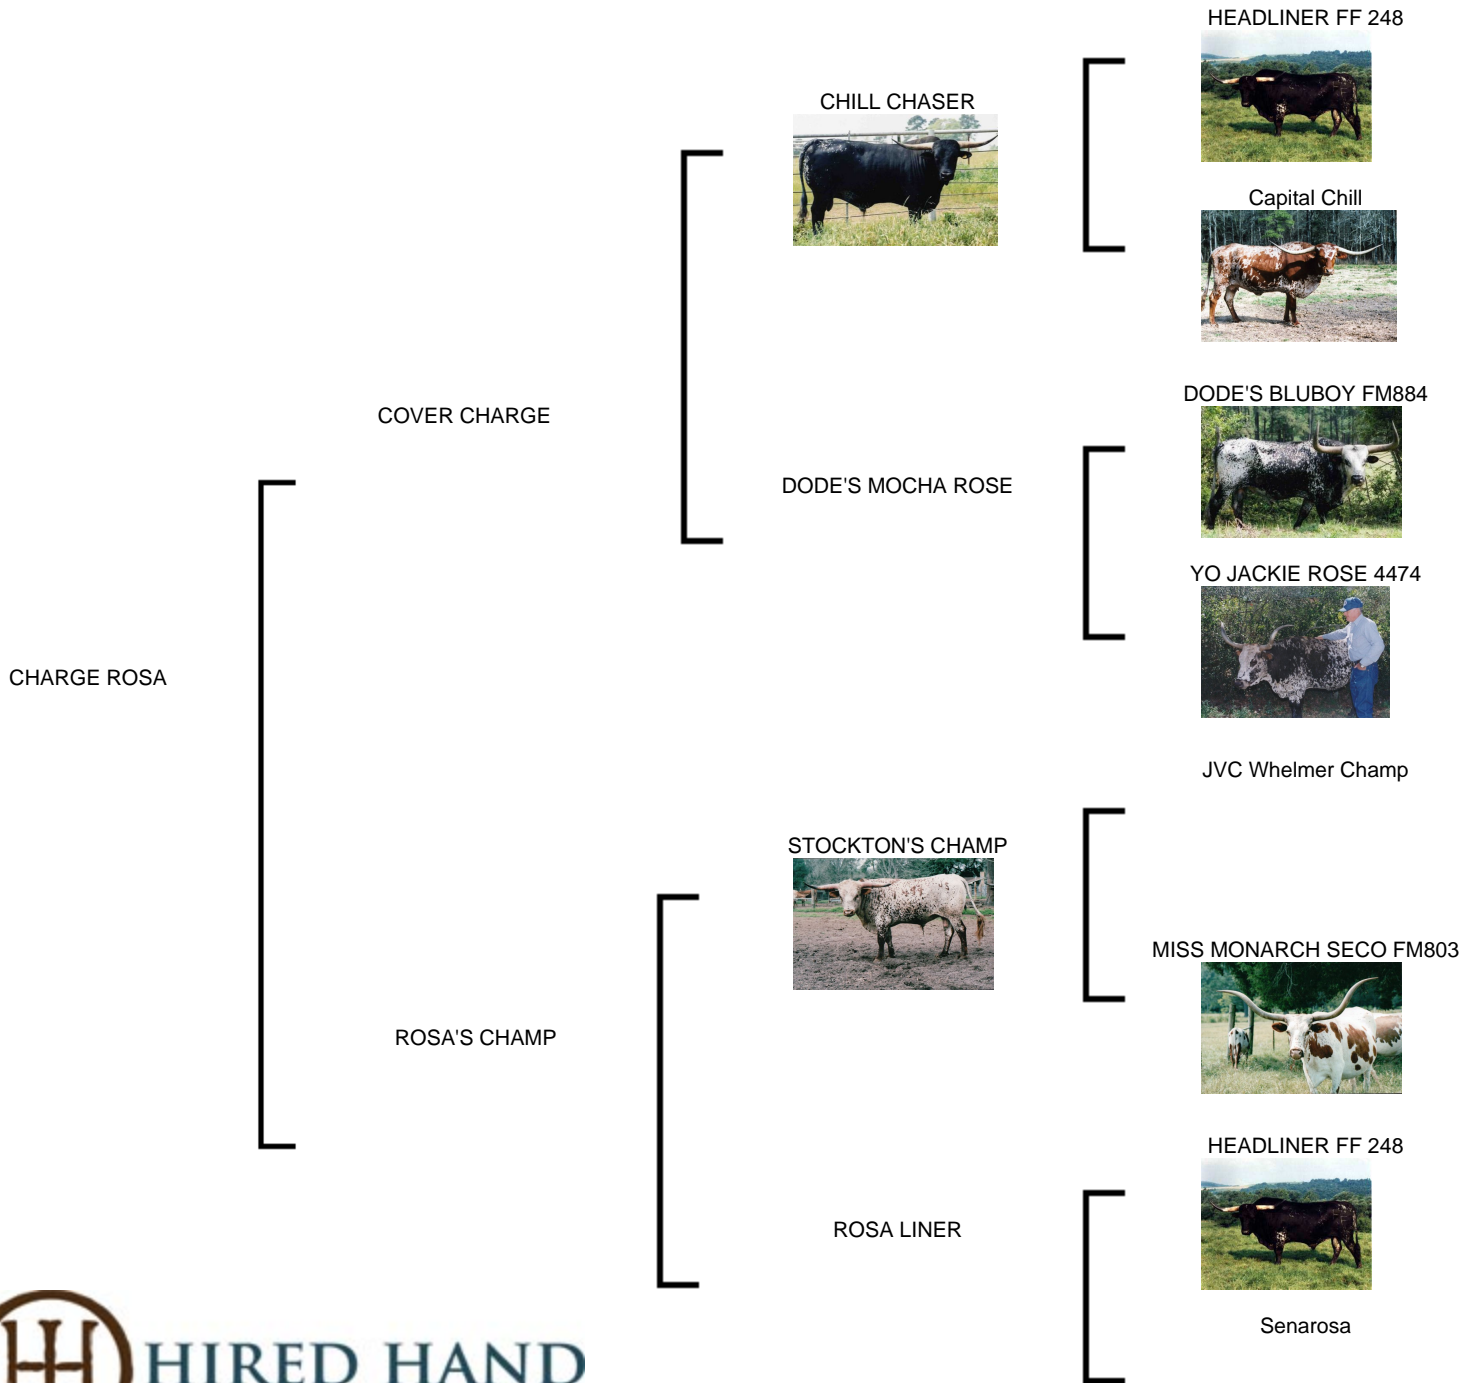 HEADLINER FF 248
CHILL CHASER
Capital Chill
DODE'S BLUBOY FM884
COVER CHARGE
DODE'S MOCHA ROSE
YO JACKIE ROSE 4474
CHARGE ROSA
JVC Whelmer Champ
STOCKTON'S CHAMP
MISS MONARCH SECO FM803
ROSA'S CHAMP
HEADLINER FF 248
ROSA LINER
Senarosa
HIRED HAND